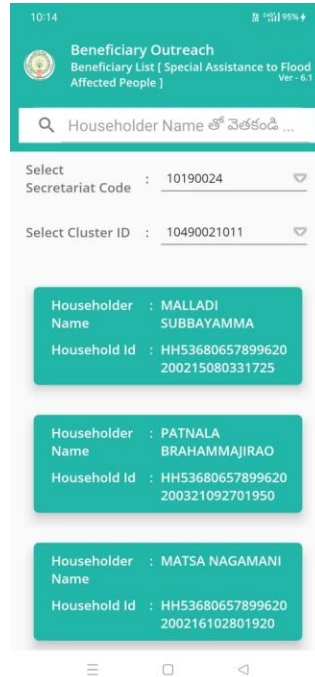 10:14
95%
Beneficiary Outreach
Beneficiary List [ Special Assistance to Flood
Affected People ]
Ver - 6.1
Householder Name తో వెతకండి ...
Select
Secretariat Code : 10190024
Select Cluster ID : 10490021011
Householder : MALLADI
Name SUBBAYAMMA
Household Id : HH53680657899620
200215080331725
Householder : PATNALA
Name BRAHAMMAJIRAO
Household Id : HH53680657899620
200321092701950
Householder : MATSA NAGAMANI
Name
Household Id : HH53680657899620
200216102801920